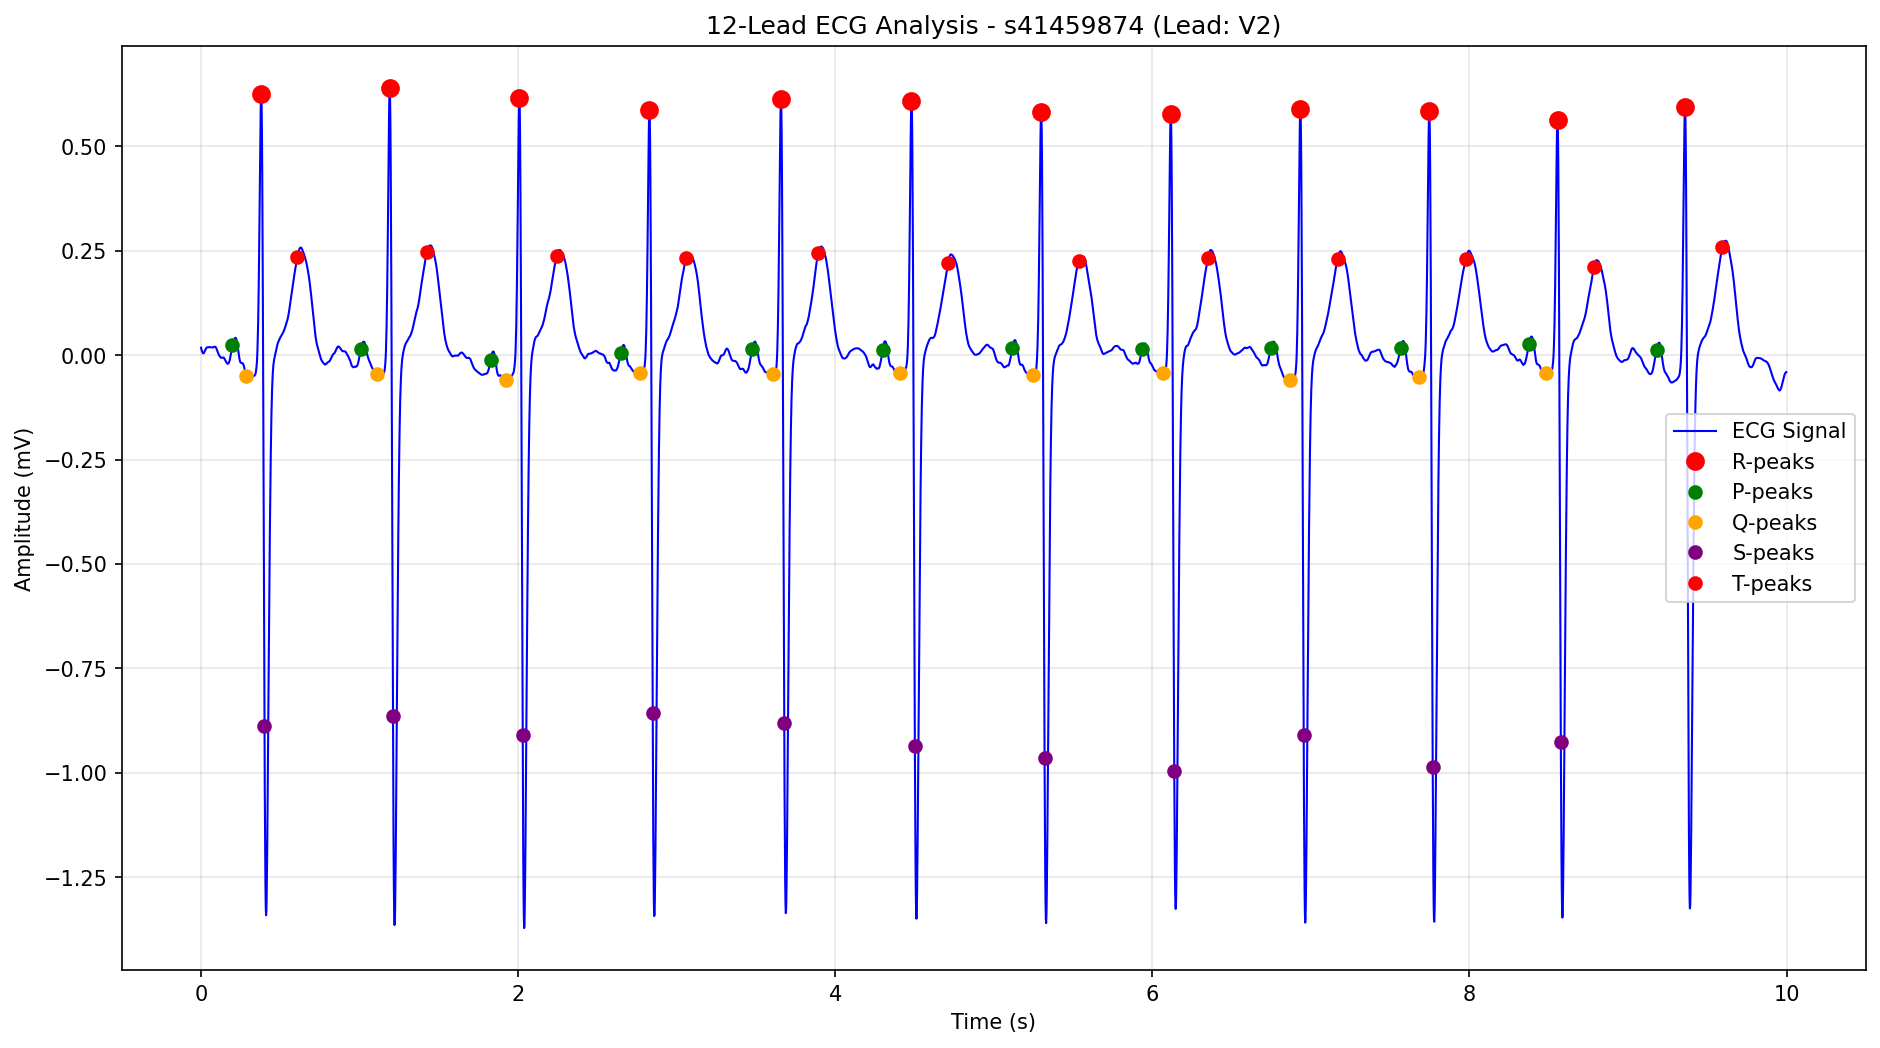 12-Lead ECG Analysis - s41459874 (Lead: V2)
Amplitude (mV)
0.50
0.25
0.00
−0.25
−0.50
−0.75
−1.00
−1.25
ECG Signal
R-peaks
P-peaks
Q-peaks
S-peaks
T-peaks
0 2 4 6 8 10
Time (s)